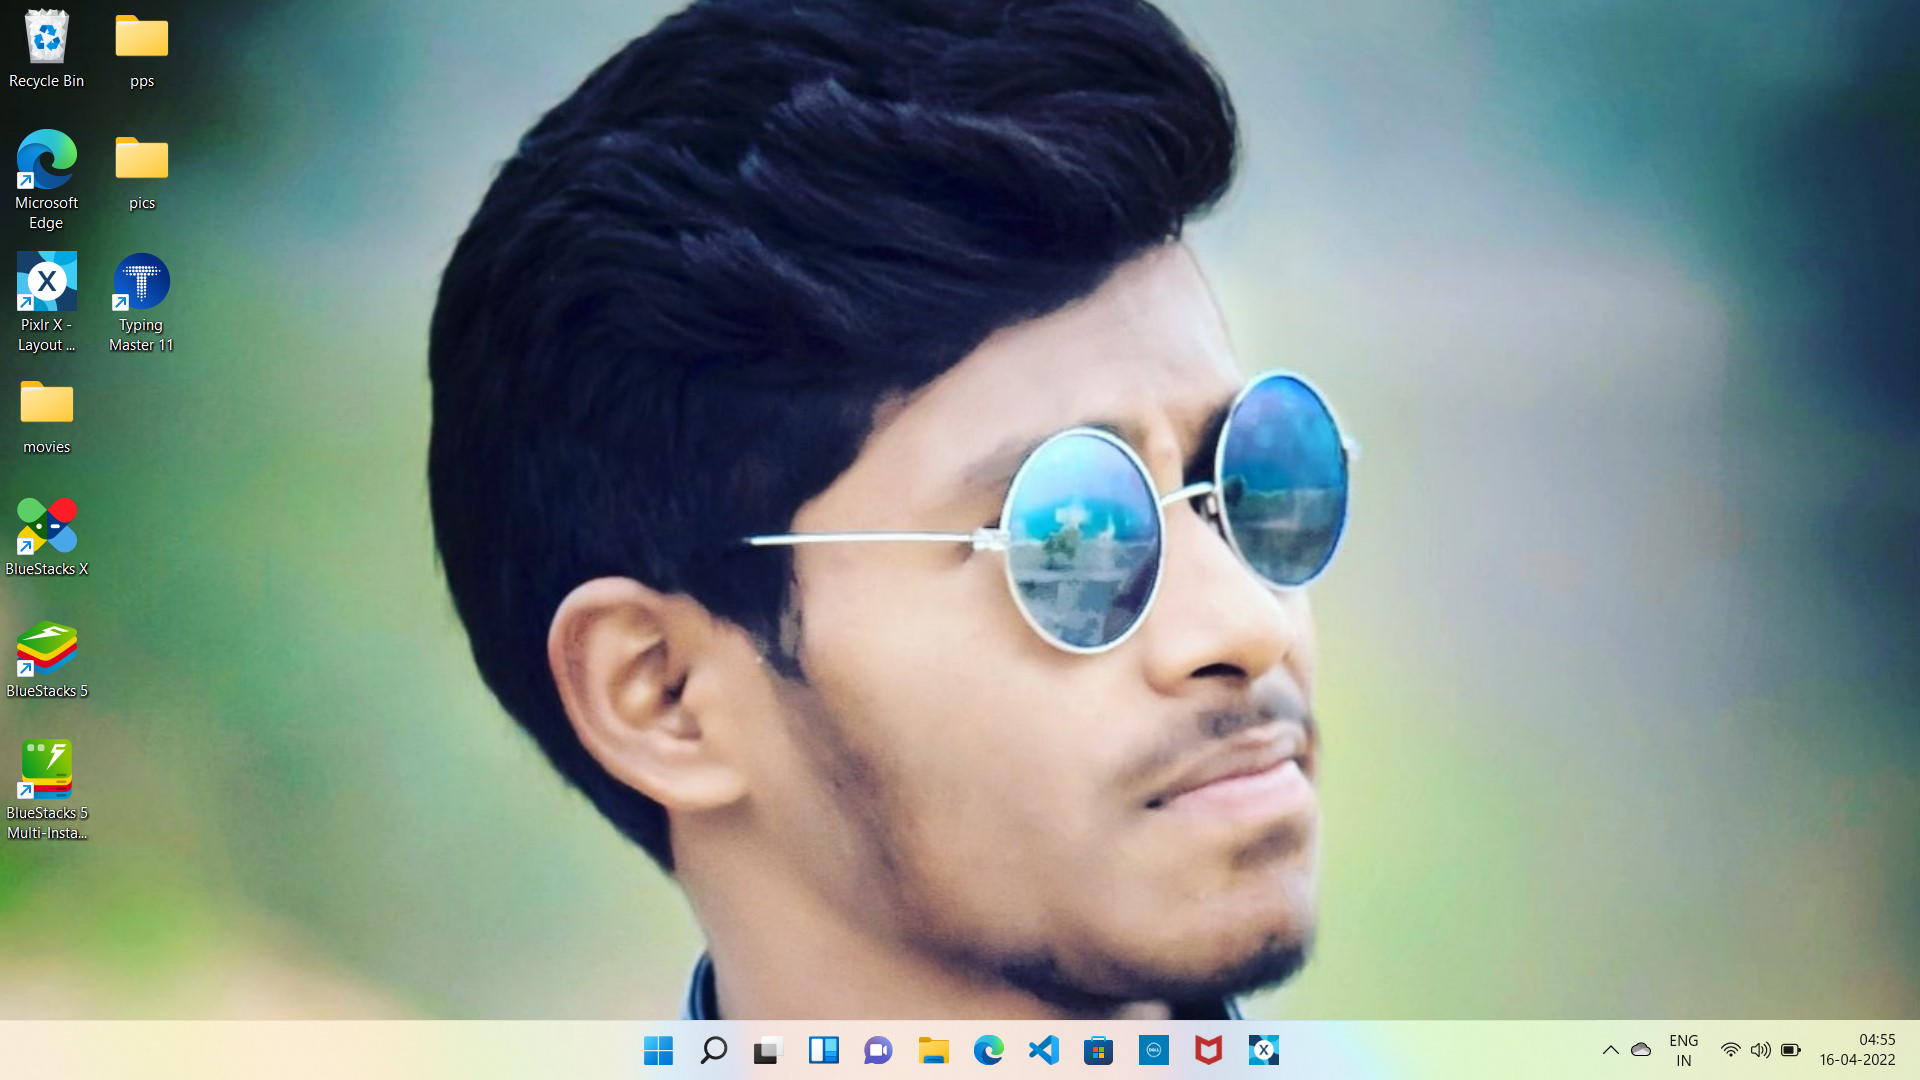 Recycle Bin
pps
Microsoft
Edge
pics
Pixlr X -
Layout ...
Typing
Master 11
movies
BlueStacks X
BlueStacks 5
BlueStacks 5
Multi-Insta...
ENG
IN
04:55
16-04-2022